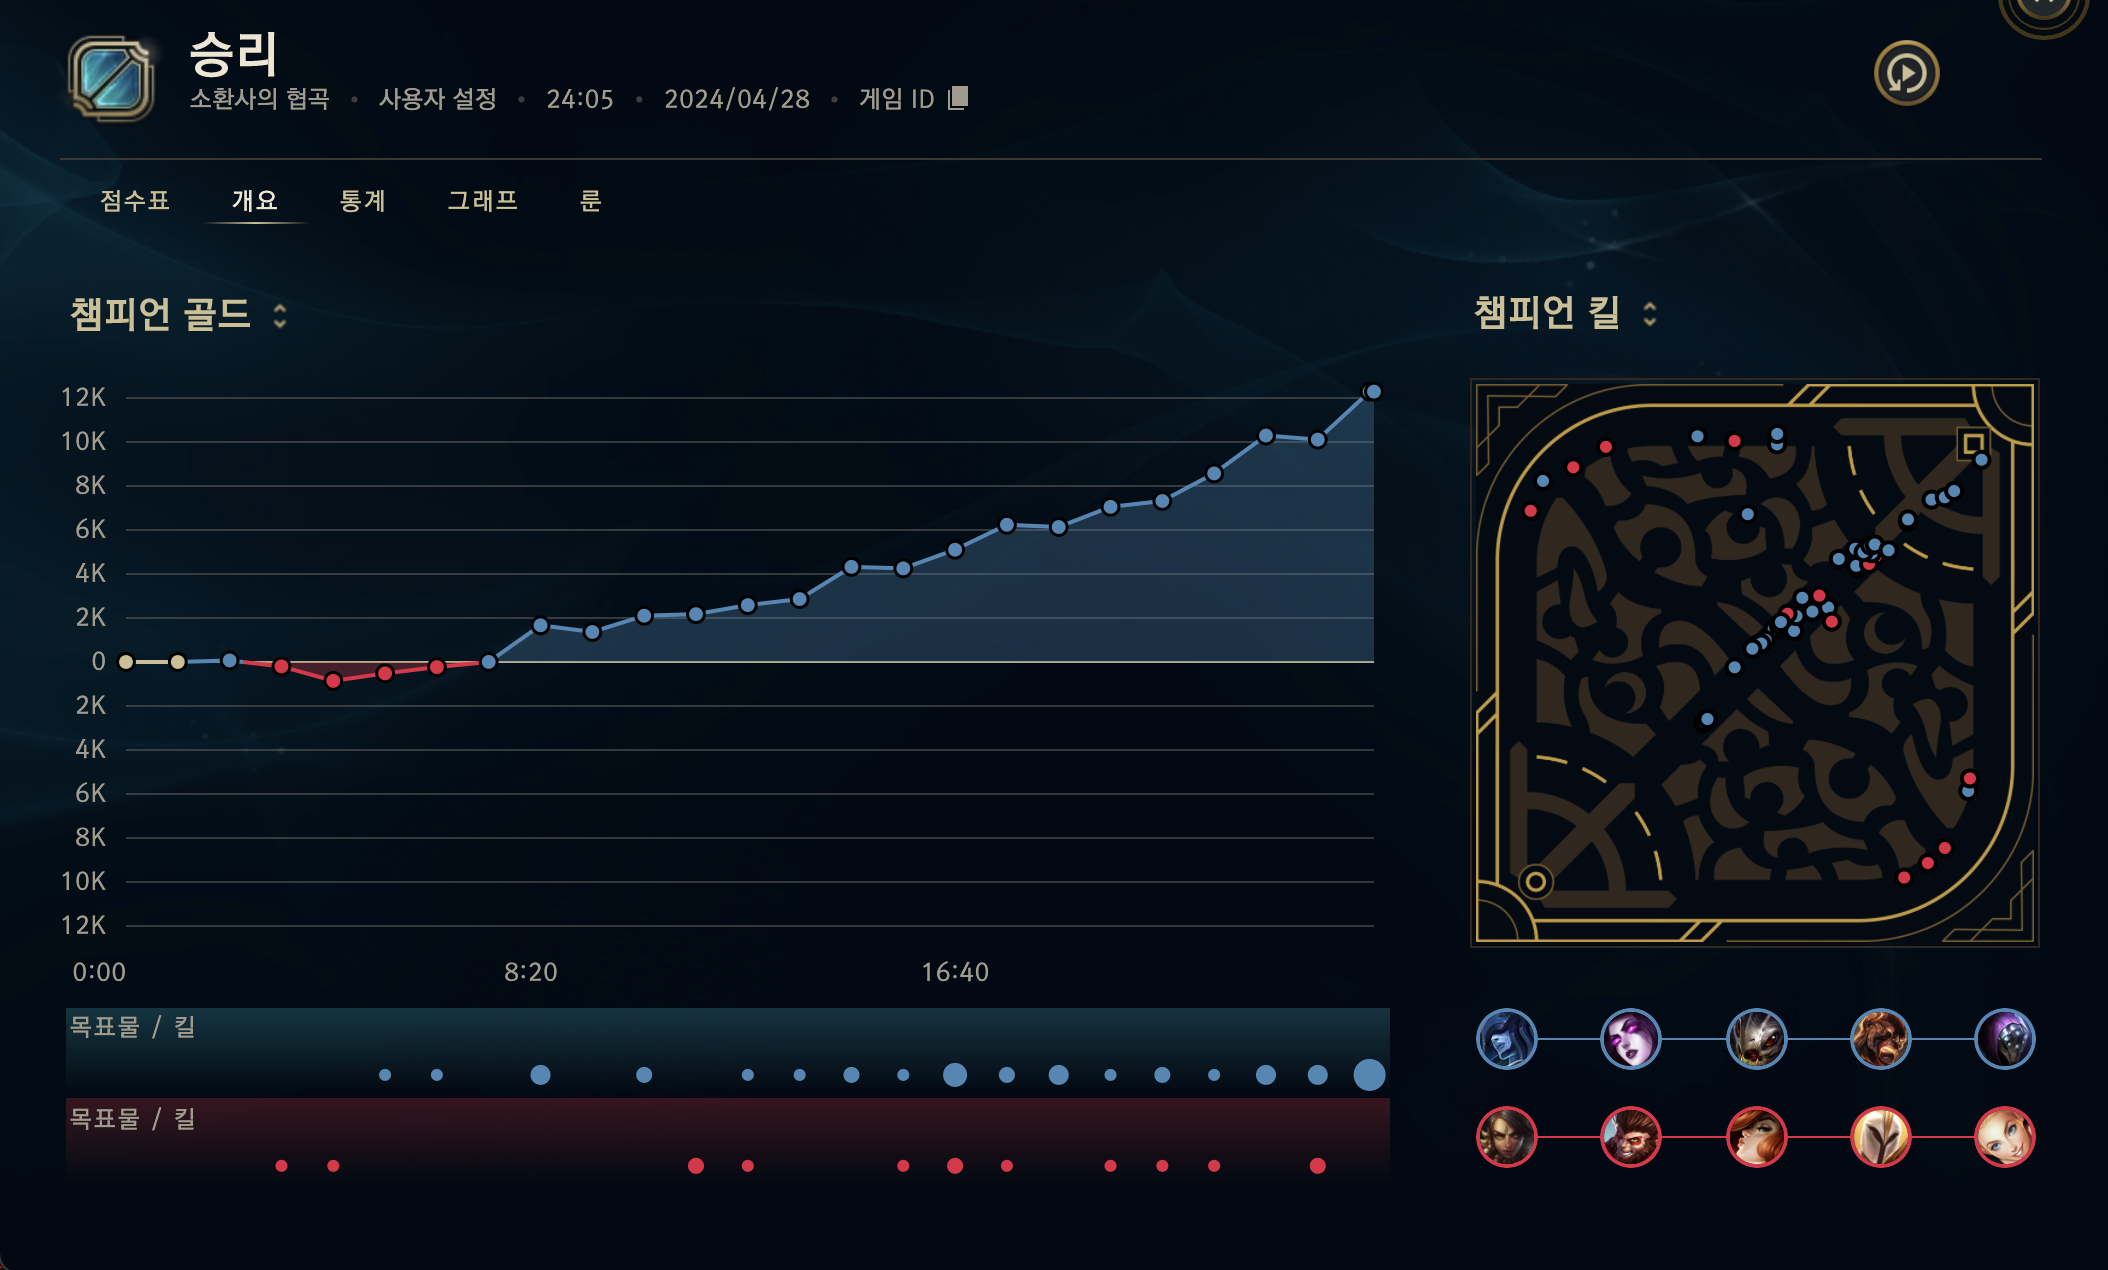 승리
소환사의 협곡 • 사용자 설정 • 24:05 • 2024/04/28 • 게임 ID
점수표 개요 통계 그래프 룬
챔피언 골드
챔피언 킬
12K
10K
8K
6K
4K
2K
0
2K
4K
6K
8K
10K
12K
0:00 8:20 16:40
목표물 / 킬
목표물 / 킬